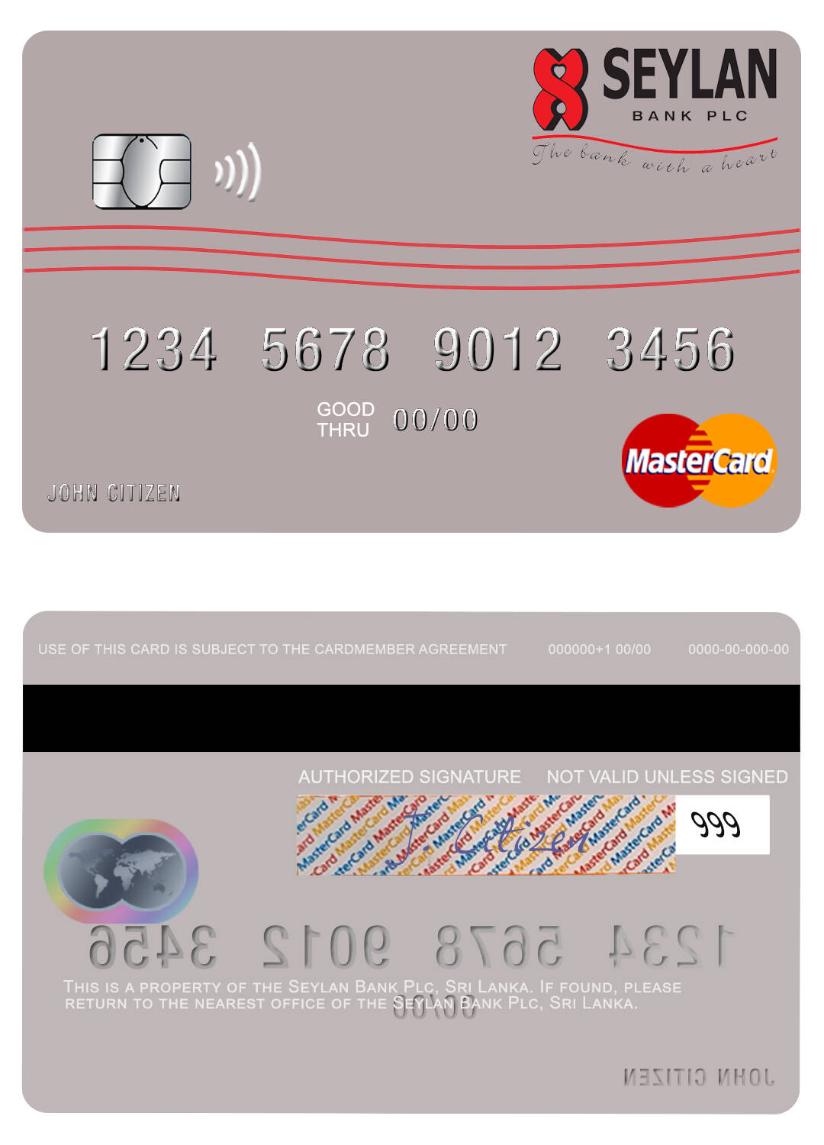 SEYLAN
BANK PLC
The bank with a heart
1234 5678 9012 3456
GOOD
THRU 00/00
MasterCard
JOHN CITIZEN
USE OF THIS CARD IS SUBJECT TO THE CARDMEMBER AGREEMENT 000000+1 00/00 0000-00-000-00
AUTHORIZED SIGNATURE NOT VALID UNLESS SIGNED
MasterCard
J. Citizen
999
1234 5678 9012 3456
THIS IS A PROPERTY OF THE SEYLAN BANK PLC, SRI LANKA. IF FOUND, PLEASE
RETURN TO THE NEAREST OFFICE OF THE SEYLAN BANK PLC, SRI LANKA.
00/00
JOHN CITIZEN